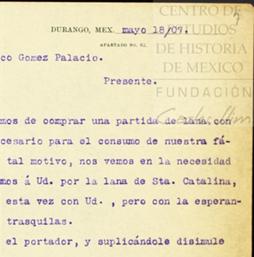 CENTRO DE
ESTUDIOS
DE HISTORIA
DE MEXICO
FUNDACIÓN
DURANGO, MEX. mayo 18/07.
APARTADO NO. 62.
co Gomez Palacio.
Presente.
mos de comprar una partida de lana con
cesario para el consumo de nuestra fá-
tal motivo, nos vemos en la necesidad
mos á Ud. por la lana de Sta. Catalina,
esta vez con Ud. , pero con la esperan-
trasquilas.
el portador, y suplicándole disimule